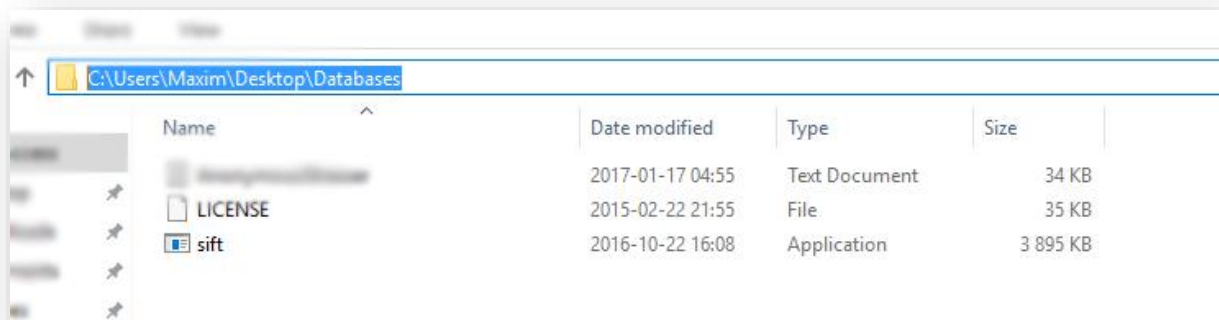 C:\Users\Maxim\Desktop\Databases
Name Date modified Type Size
2017-01-17 04:55 Text Document 34 KB
LICENSE 2015-02-22 21:55 File 35 KB
sift 2016-10-22 16:08 Application 3 895 KB